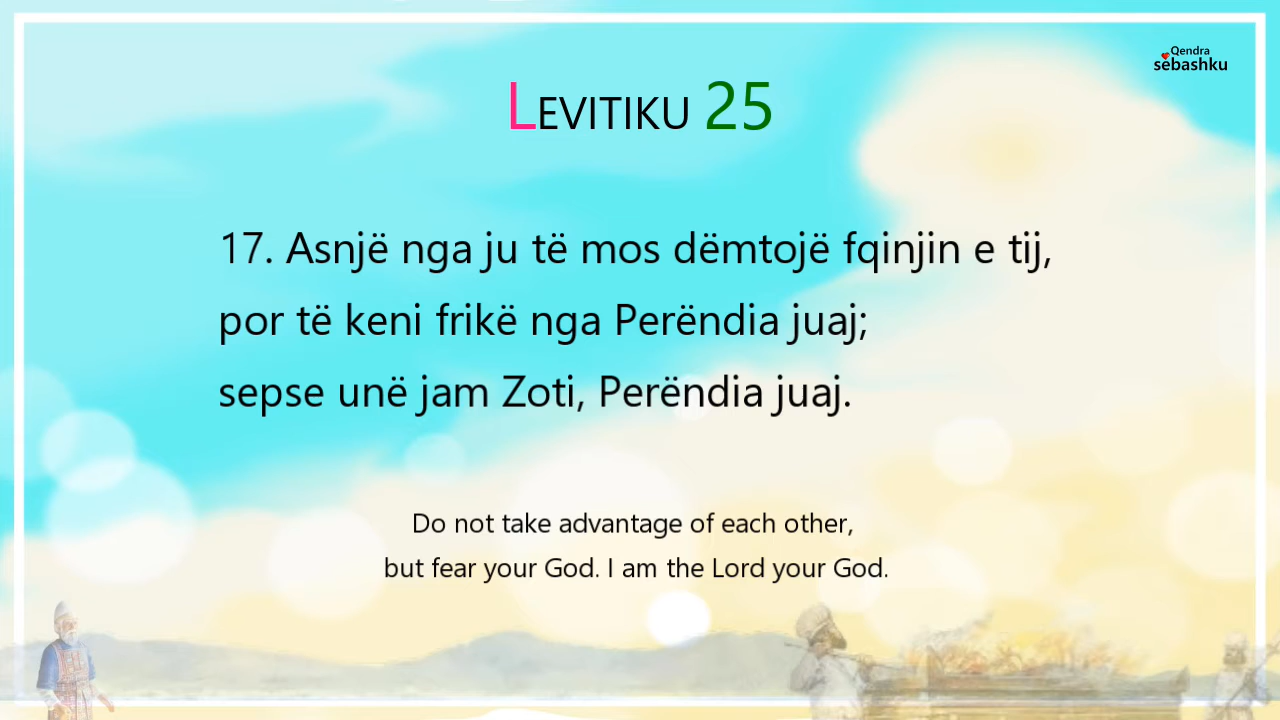 Qendra
sëbashku
LEVITIKU 25
17. Asnjë nga ju të mos dëmtojë fqinjin e tij,
por të keni frikë nga Perëndia juaj;
sepse unë jam Zoti, Perëndia juaj.
Do not take advantage of each other,
but fear your God. I am the Lord your God.